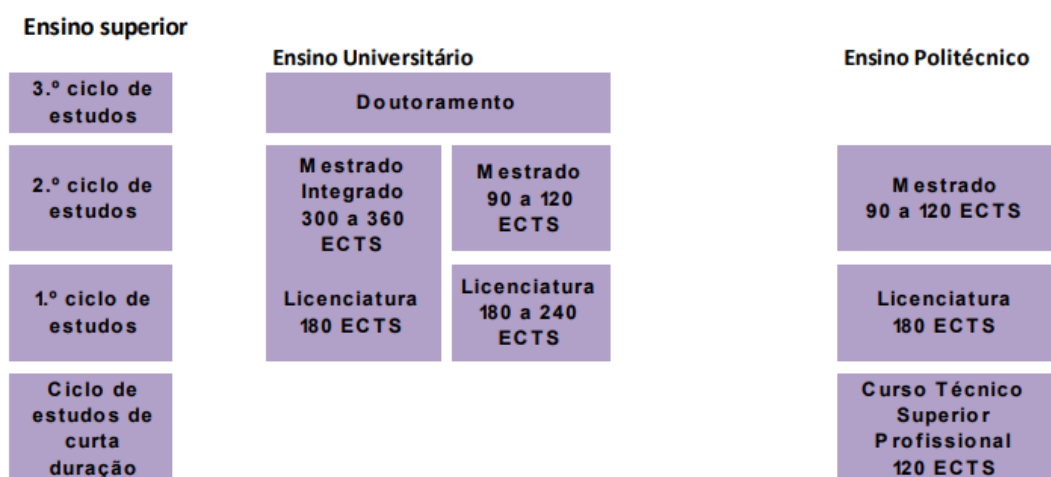 Ensino superior
Ensino Universitário
Ensino Politécnico
3.º ciclo de
estudos
Doutoramento
2.º ciclo de
estudos
Mestrado
Integrado
300 a 360
ECTS
Mestrado
90 a 120
ECTS
Mestrado
90 a 120 ECTS
1.º ciclo de
estudos
Licenciatura
180 ECTS
Licenciatura
180 a 240
ECTS
Licenciatura
180 ECTS
Ciclo de
estudos de
curta
duração
Curso Técnico
Superior
Profissional
120 ECTS